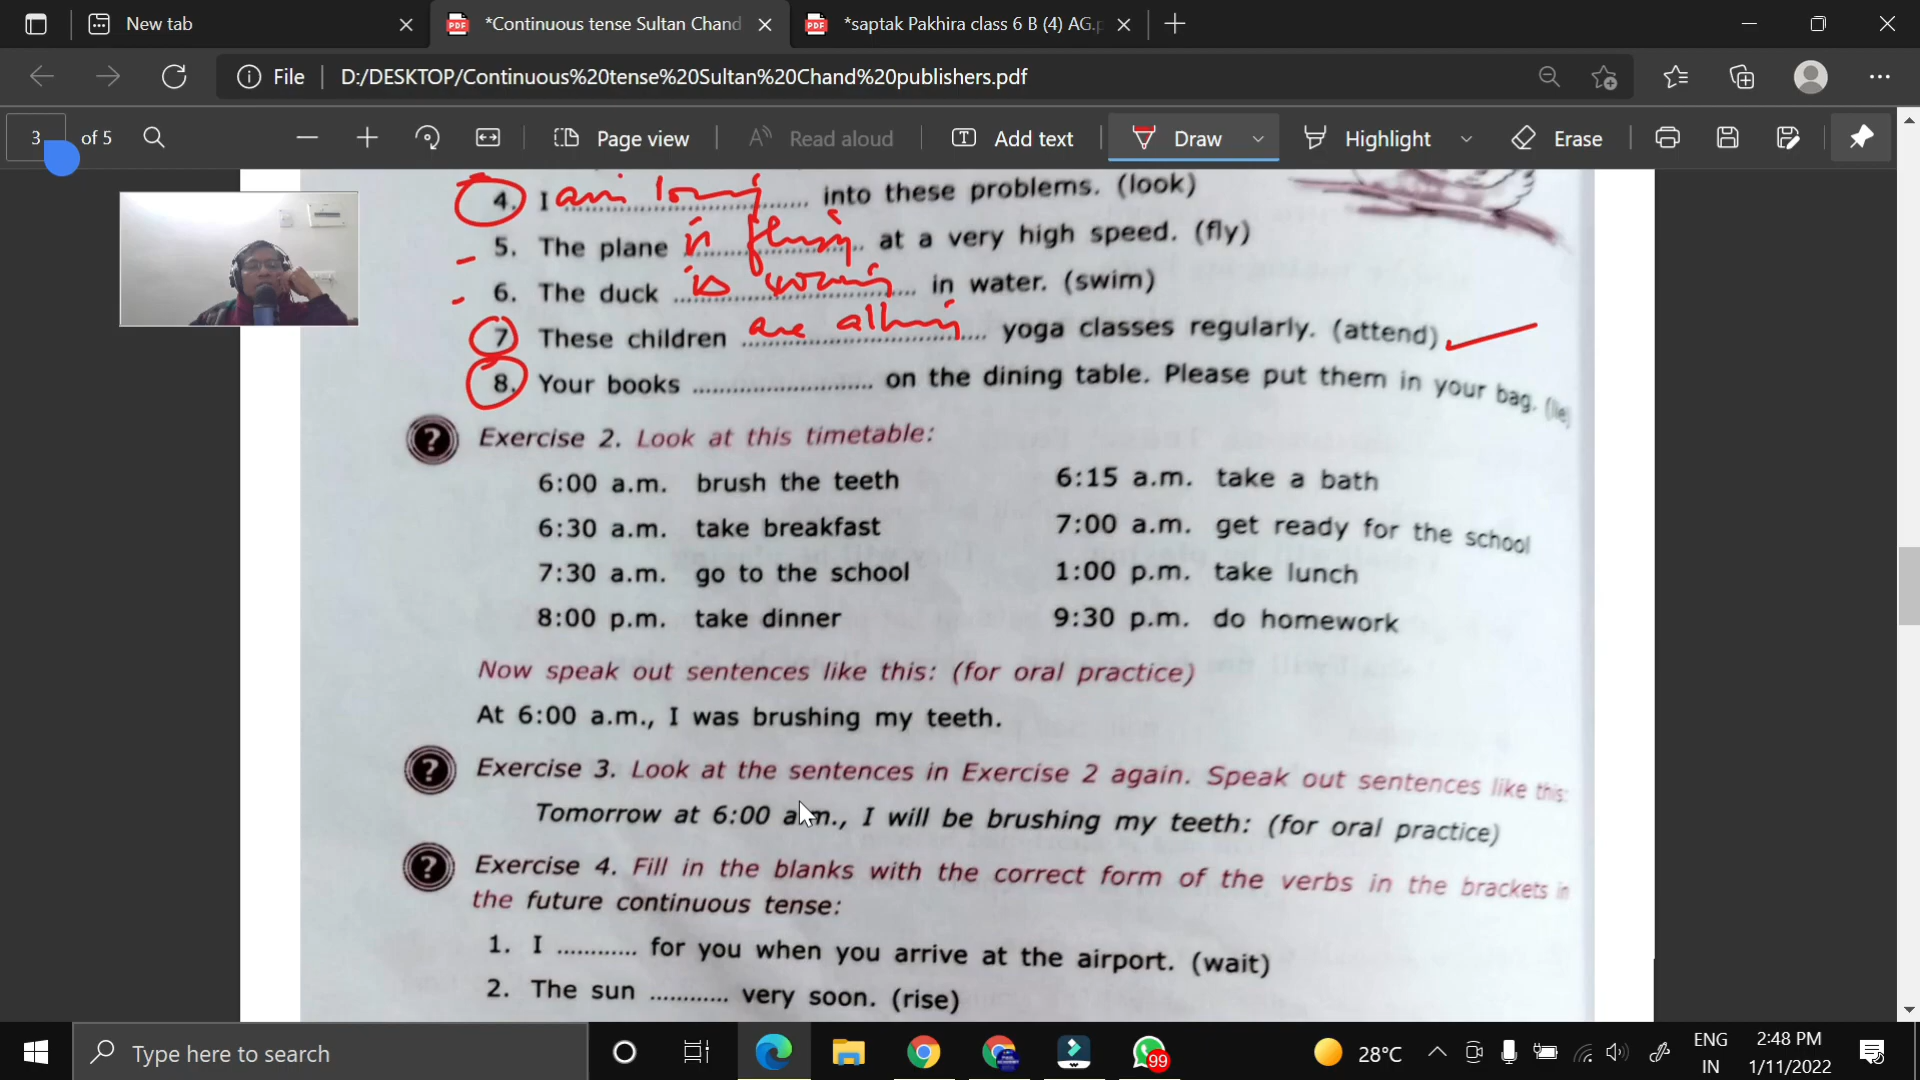 New tab
*Continuous tense Sultan Chand
*saptak Pakhira class 6 B (4) AG.p
File
D:/DESKTOP/Continuous%20tense%20Sultan%20Chand%20publishers.pdf
3 of 5
Page view
Read aloud
Add text
Draw
Highlight
Erase
4. I am into these problems. (look)
5. The plane at a very high speed. (fly)
6. The duck is in water. (swim)
7. These children are yoga classes regularly. (attend)
8. Your books .......................... on the dining table. Please put them in your bag. (lie)
Exercise 2. Look at this timetable:
6:00 a.m. brush the teeth 6:15 a.m. take a bath
6:30 a.m. take breakfast 7:00 a.m. get ready for the school
7:30 a.m. go to the school 1:00 p.m. take lunch
8:00 p.m. take dinner 9:30 p.m. do homework
Now speak out sentences like this: (for oral practice)
At 6:00 a.m., I was brushing my teeth.
Exercise 3. Look at the sentences in Exercise 2 again. Speak out sentences like this:
Tomorrow at 6:00 a.m., I will be brushing my teeth: (for oral practice)
Exercise 4. Fill in the blanks with the correct form of the verbs in the brackets in
the future continuous tense:
1. I ............ for you when you arrive at the airport. (wait)
2. The sun ............ very soon. (rise)
Type here to search
99
28°C
ENG
IN
2:48 PM
1/11/2022